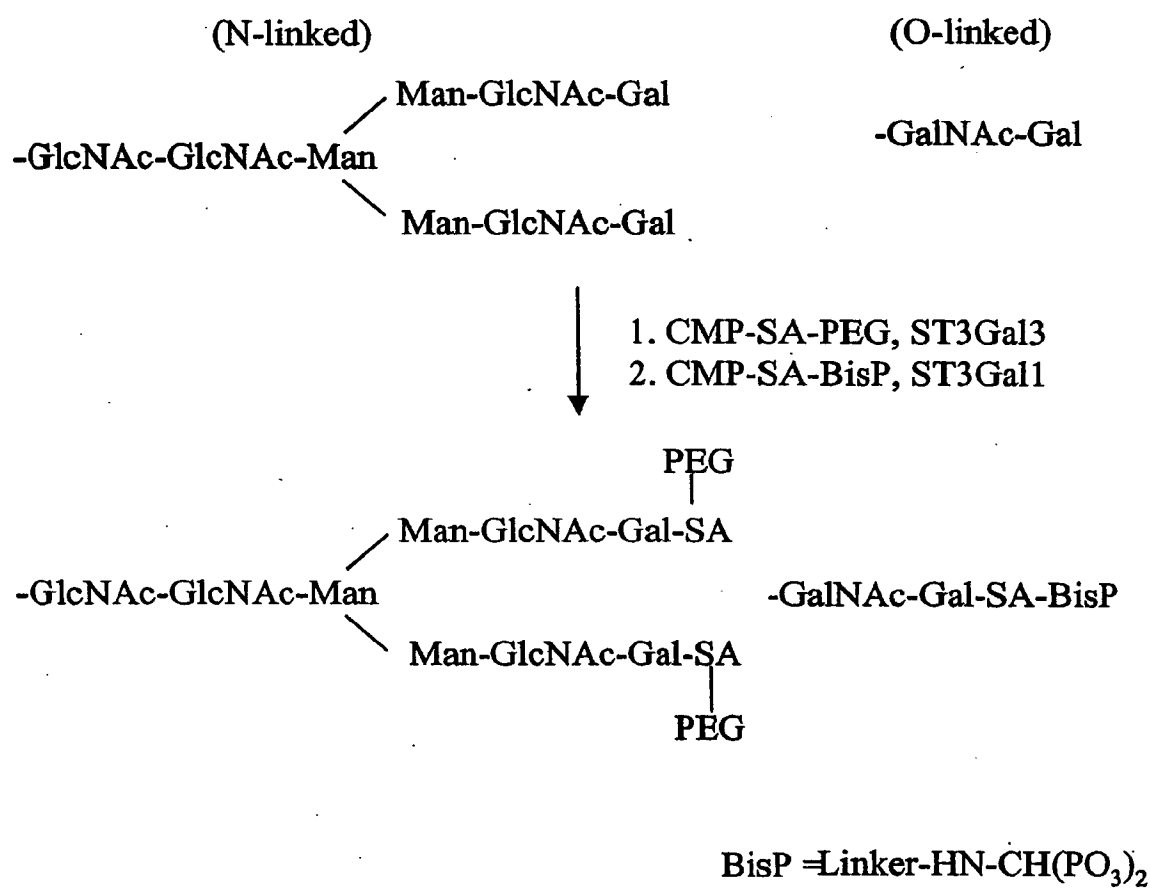 (N-linked)
(O-linked)
Man-GlcNAc-Gal
-GalNAc-Gal
-GlcNAc-GlcNAc-Man
Man-GlcNAc-Gal
1. CMP-SA-PEG, ST3Gal3
2. CMP-SA-BisP, ST3Gal1
PEG
Man-GlcNAc-Gal-SA
-GlcNAc-GlcNAc-Man
-GalNAc-Gal-SA-BisP
Man-GlcNAc-Gal-SA
PEG
BisP =Linker-HN-CH(PO₃)₂